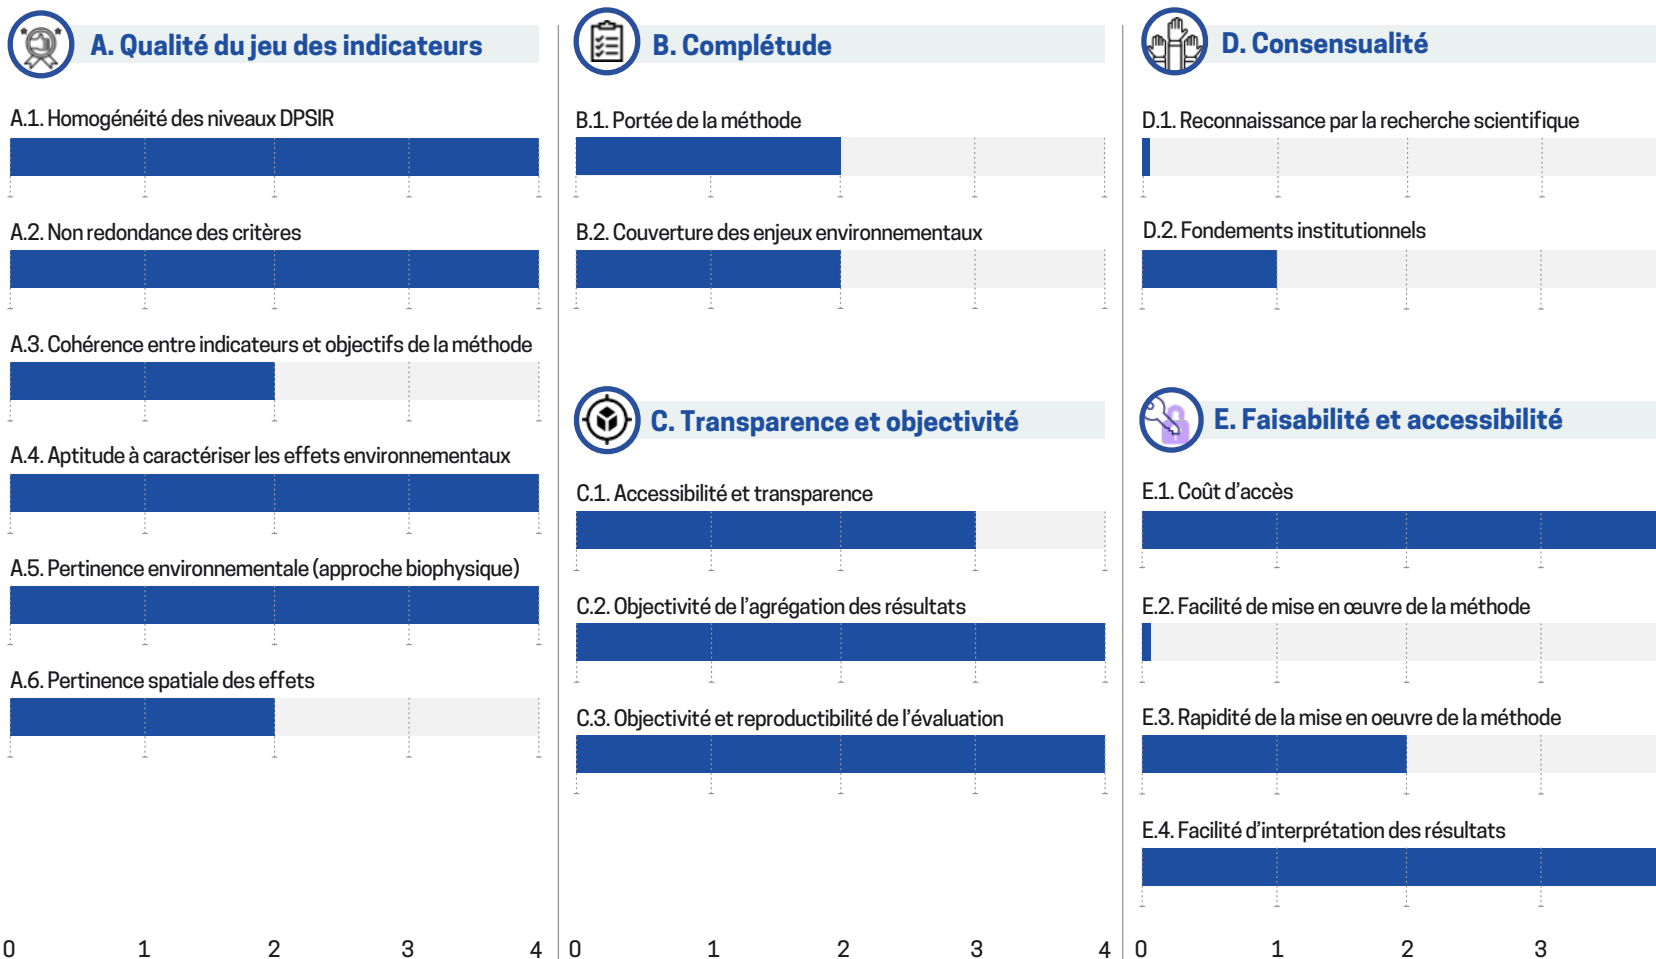 A. Qualité du jeu des indicateurs
A.1. Homogénéité des niveaux DPSIR
A.2. Non redondance des critères
A.3. Cohérence entre indicateurs et objectifs de la méthode
A.4. Aptitude à caractériser les effets environnementaux
A.5. Pertinence environnementale (approche biophysique)
A.6. Pertinence spatiale des effets
0 1 2 3 4
B. Complétude
B.1. Portée de la méthode
B.2. Couverture des enjeux environnementaux
C. Transparence et objectivité
C.1. Accessibilité et transparence
C.2. Objectivité de l'agrégation des résultats
C.3. Objectivité et reproductibilité de l'évaluation
0 1 2 3 4
D. Consensualité
D.1. Reconnaissance par la recherche scientifique
D.2. Fondements institutionnels
E. Faisabilité et accessibilité
E.1. Coût d'accès
E.2. Facilité de mise en œuvre de la méthode
E.3. Rapidité de la mise en oeuvre de la méthode
E.4. Facilité d'interprétation des résultats
0 1 2 3